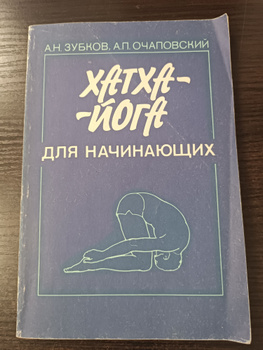 А.Н. ЗУБКОВ, А.П. ОЧАПОВСКИЙ
ХАТХА-
-ЙОГА
ДЛЯ НАЧИНАЮЩИХ